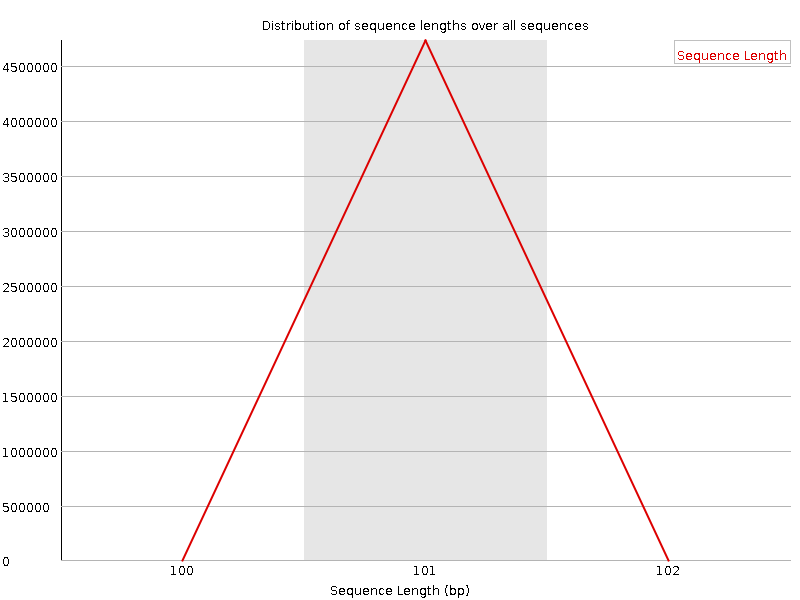 Distribution of sequence lengths over all sequences
Sequence Length
4500000
4000000
3500000
3000000
2500000
2000000
1500000
1000000
500000
0
100 101 102
Sequence Length (bp)